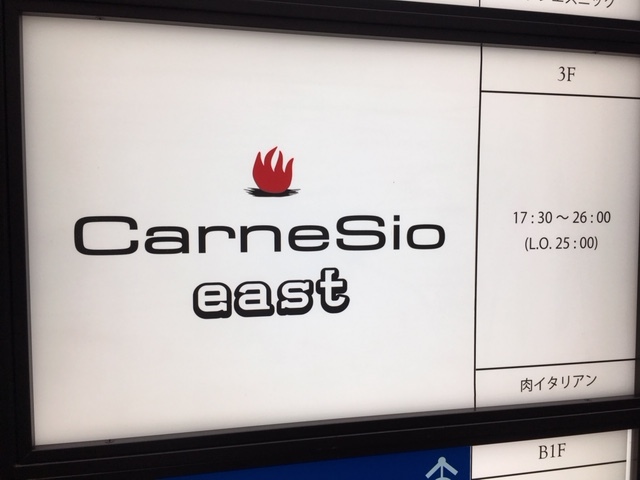 3F
CarneSio
east
17 : 30 〜 26 : 00
(L.O. 25 : 00)
肉イタリアン
B1F